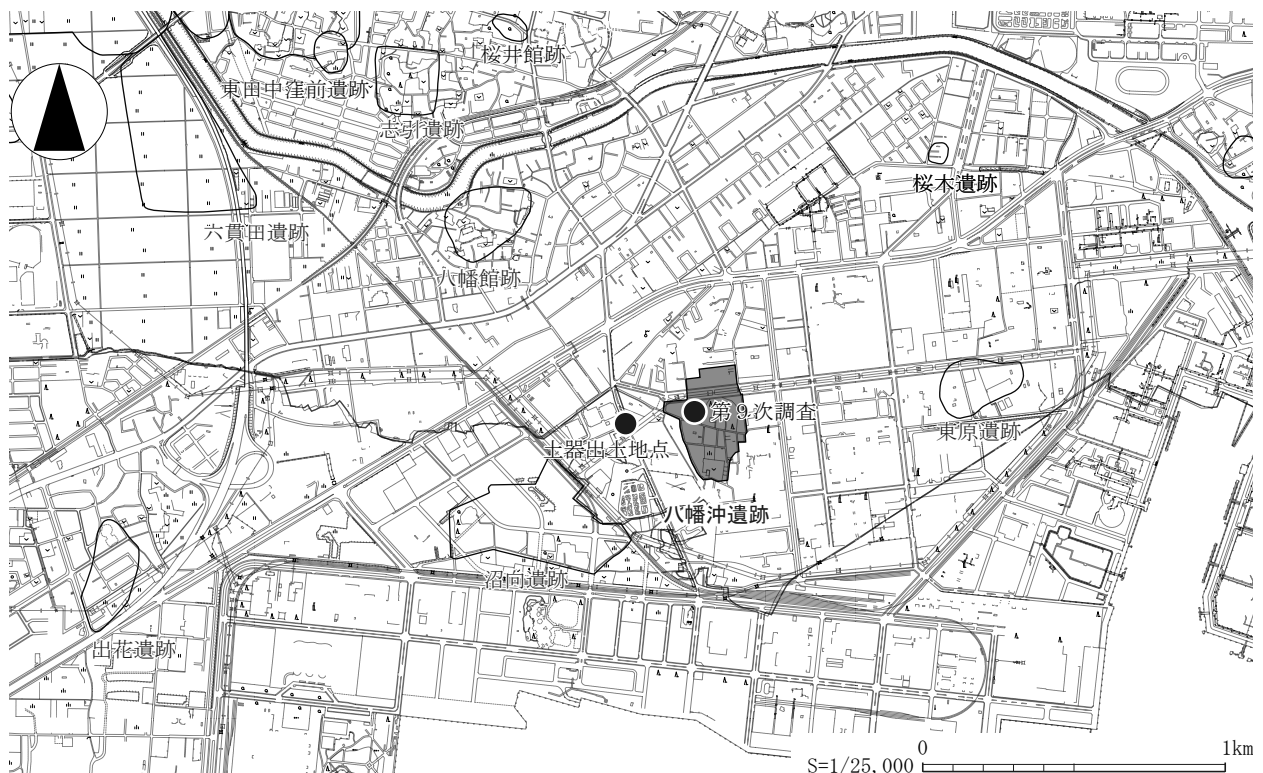 桜井館跡
東田中窪前遺跡
志引遺跡
桜木遺跡
六貫田遺跡
八幡館跡
第９次調査
東原遺跡
土器出土地点
八幡沖遺跡
沼向遺跡
出花遺跡
0 1km
S=1/25,000